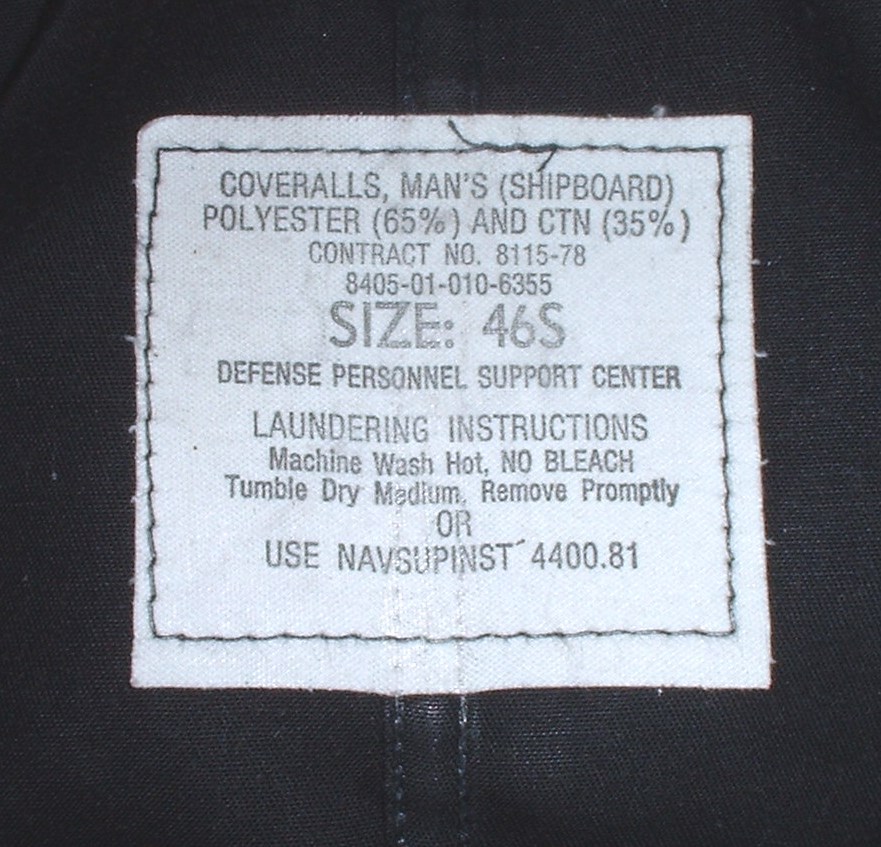 COVERALLS, MAN'S (SHIPBOARD)
POLYESTER (65%) AND CTN (35%)
CONTRACT NO. 8115-78
8405-01-010-6355
SIZE: 46S
DEFENSE PERSONNEL SUPPORT CENTER
LAUNDERING INSTRUCTIONS
Machine Wash Hot, NO BLEACH
Tumble Dry Medium, Remove Promptly
OR
USE NAVSUPINST 4400.81